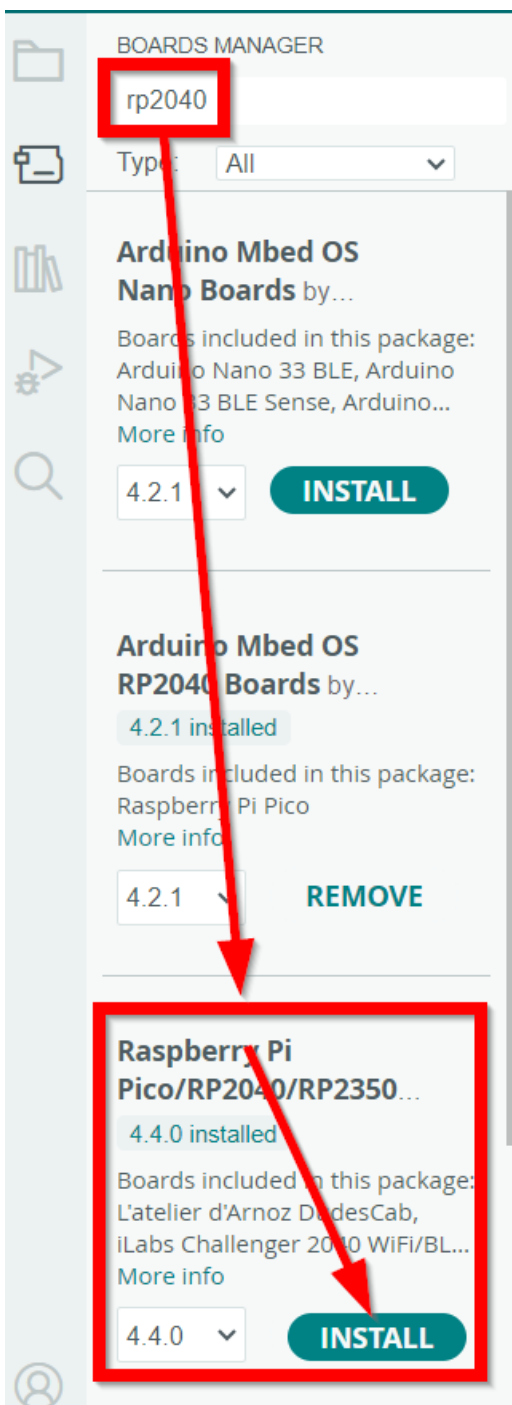 BOARDS MANAGER
rp2040
Type: All
Arduino Mbed OS
Nano Boards by...
Boards included in this package:
Arduino Nano 33 BLE, Arduino
Nano 33 BLE Sense, Arduino...
More info
4.2.1 INSTALL
Arduino Mbed OS
RP2040 Boards by...
4.2.1 installed
Boards included in this package:
Raspberry Pi Pico
More info
4.2.1 REMOVE
Raspberry Pi
Pico/RP2040/RP2350...
4.4.0 installed
Boards included in this package:
L'atelier d'Arnoz DudesCab,
iLabs Challenger 2040 WiFi/BL...
More info
4.4.0 INSTALL